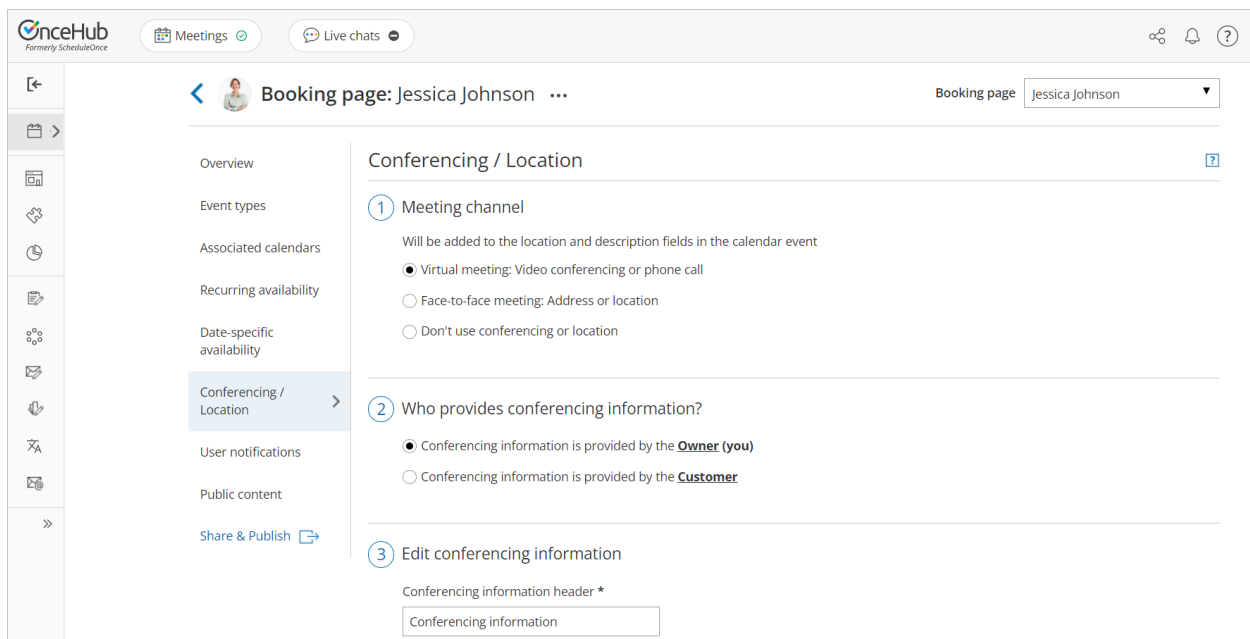 OnceHub
Formerly ScheduleOnce
Meetings
Live chats
?
Booking page: Jessica Johnson ...
Booking page
Jessica Johnson
Overview
Event types
Associated calendars
Recurring availability
Date-specific
availability
Conferencing /
Location
User notifications
Public content
Share & Publish
Conferencing / Location
?
1 Meeting channel
Will be added to the location and description fields in the calendar event
Virtual meeting: Video conferencing or phone call
Face-to-face meeting: Address or location
Don't use conferencing or location
2 Who provides conferencing information?
Conferencing information is provided by the Owner (you)
Conferencing information is provided by the Customer
3 Edit conferencing information
Conferencing information header *
Conferencing information